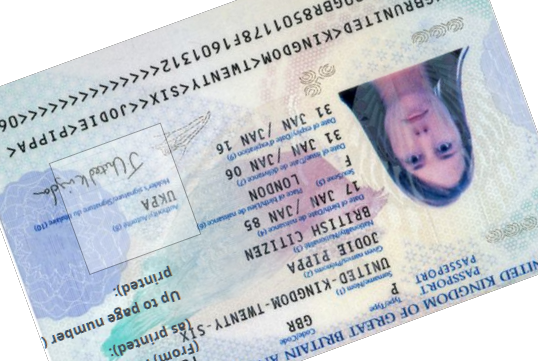 NITED KINGDOM OF GREAT BRITAIN A
PASSPORT
PASSEPORT
Type/Type
P
Code/Code
GBR
Surname/Nom (1)
UNITED-KINGDOM-TWENTY-SIX
Given names/Prénoms (2)
JODIE PIPPA
Nationality/Nationalité (3)
BRITISH CITIZEN
Date of birth/Date de naissance (4)
17 JAN /JAN 85
Sex/Sexe (5)
F
Place of birth/Lieu de naissance (6)
LONDON
Date of issue/Date de délivrance (7)
31 JAN /JAN 06
Authority/Autorité (8)
UKPA
Date of expiry/Date d'expiration (9)
31 JAN /JAN 16
Holder's signature/Signature du titulaire (10)
(From)
(as printed):
Up to page number
printed):
GBRUNITED<KINGDOM<TWENTY<SIX<<JODIE<PIPPA<
0GBR8501178F1601312<<<<<<<<<<<<<<06